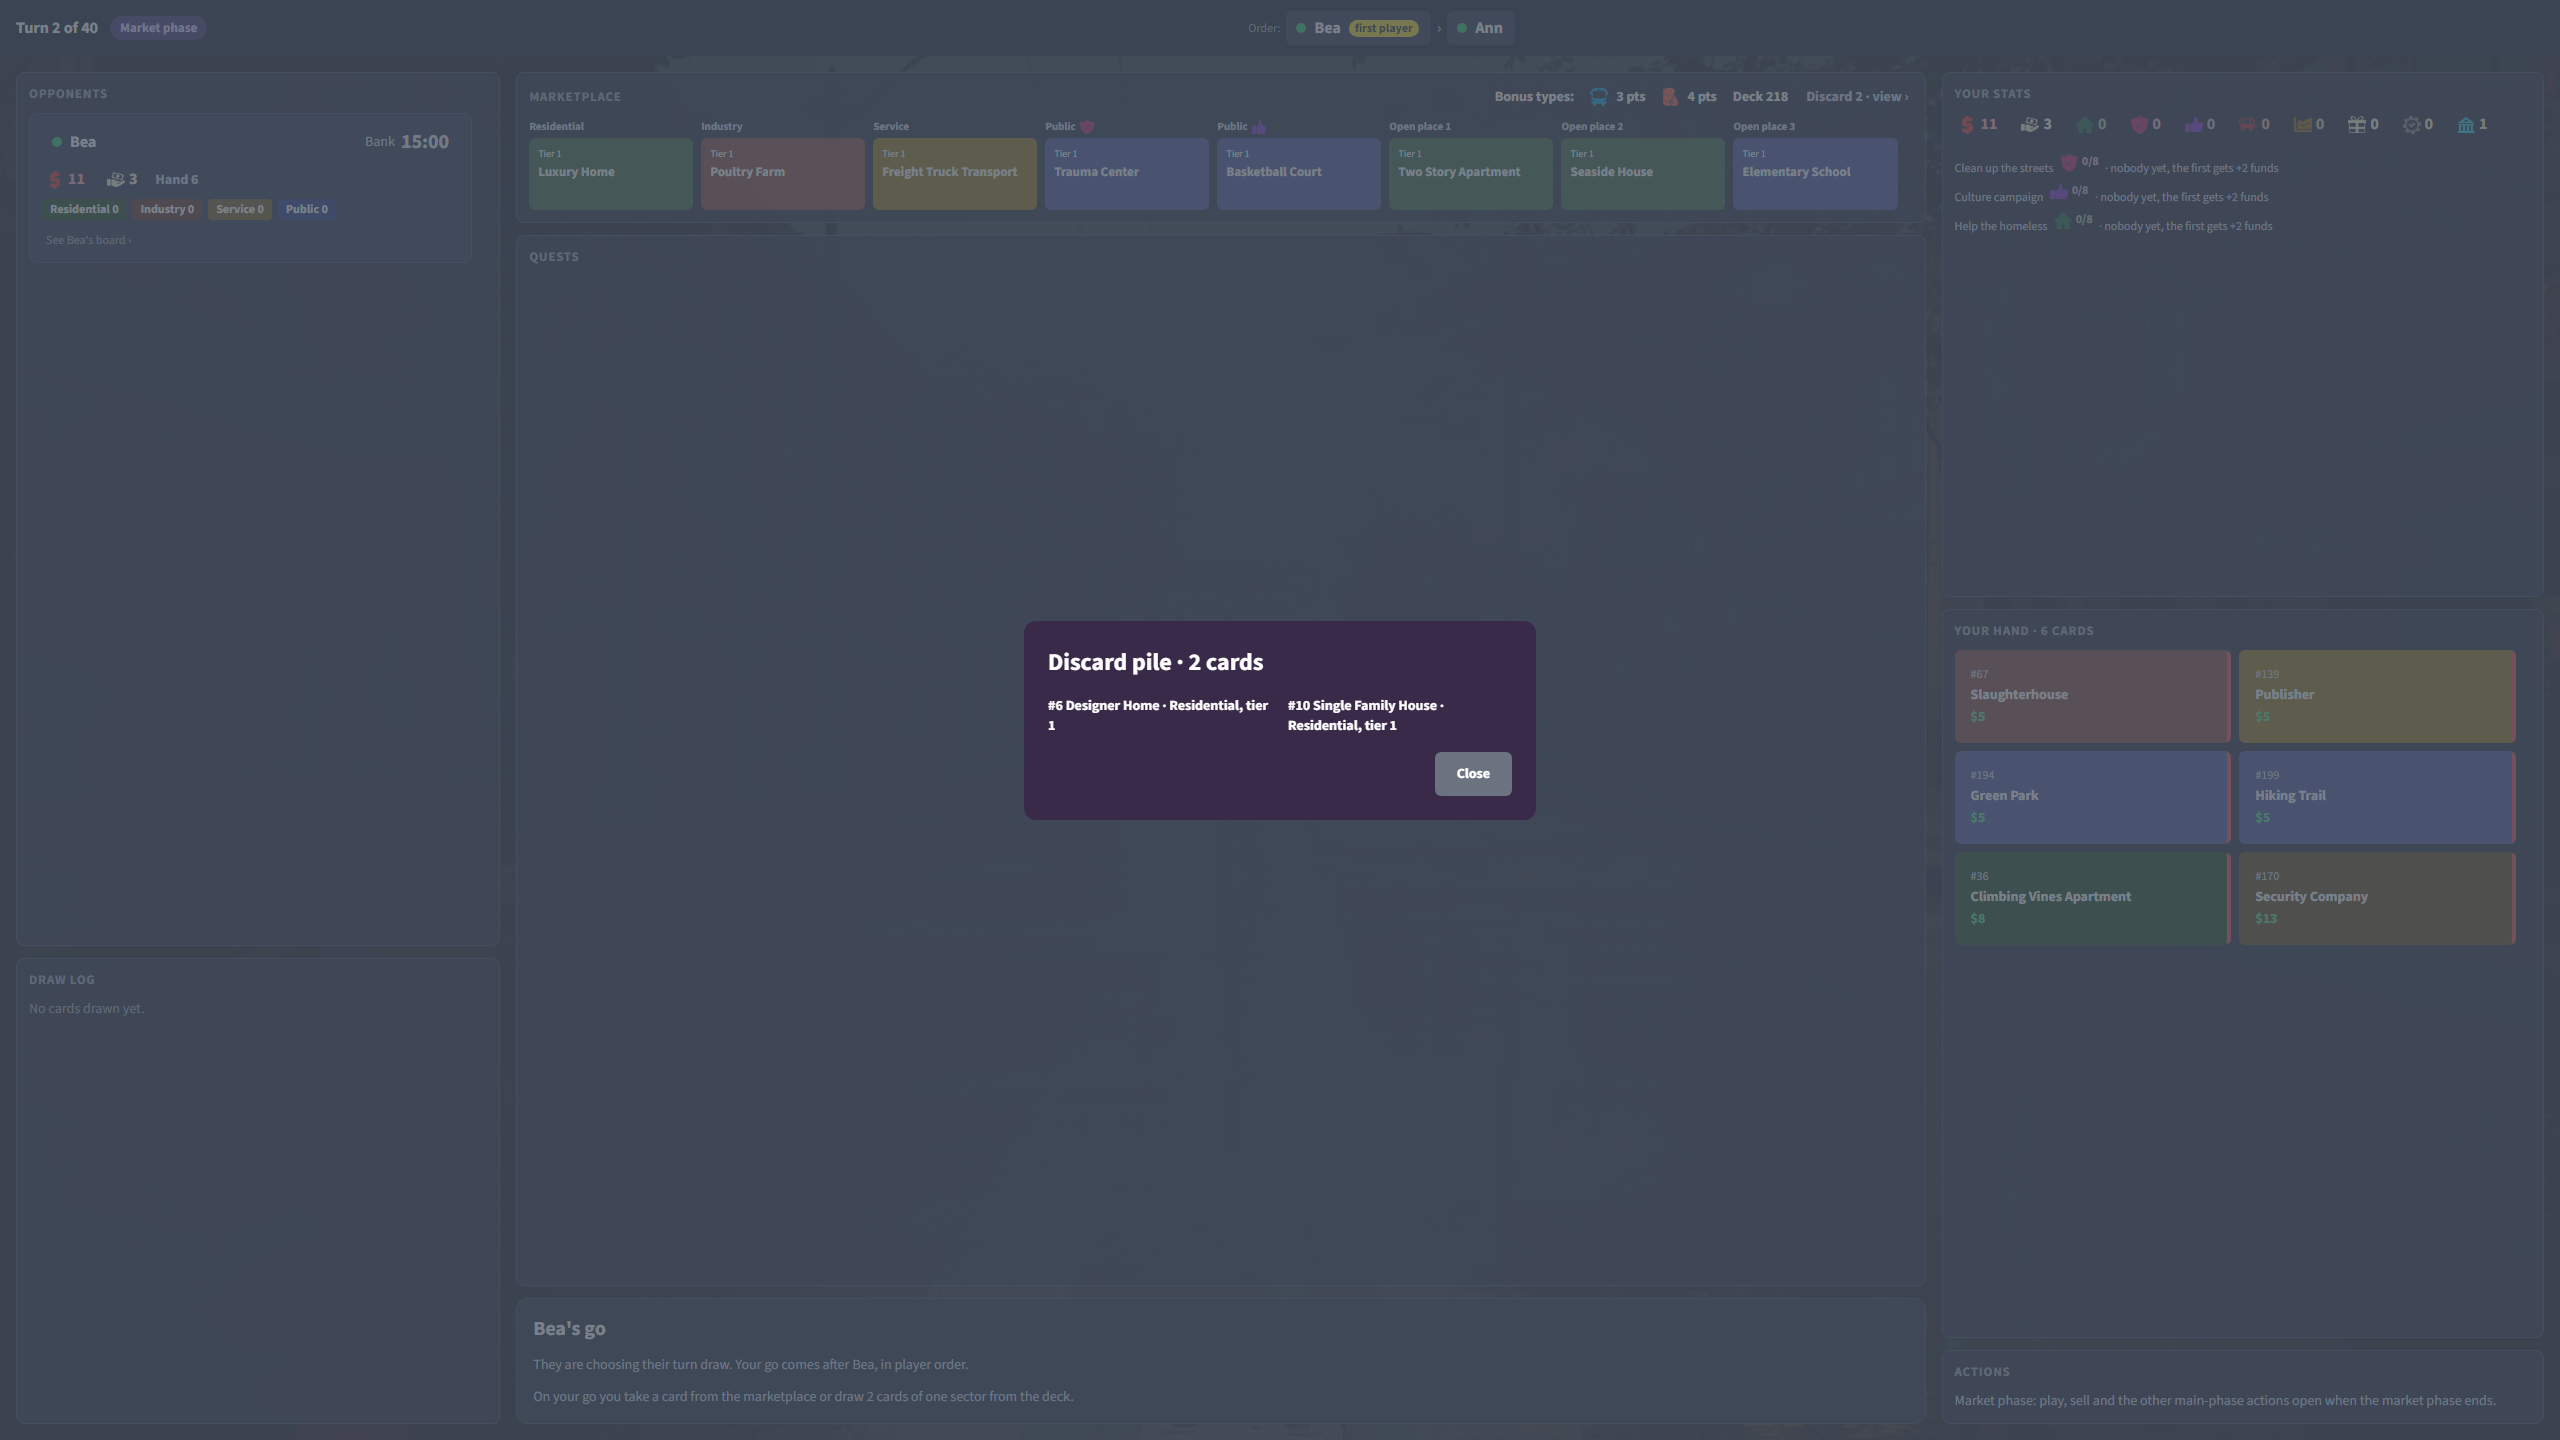 Turn 2 of 40
Market phase
Order:
Bea
first player
›
Ann
OPPONENTS
Bea
Bank 15:00
$ 11
3
Hand 6
Residential 0
Industry 0
Service 0
Public 0
See Bea's board ›
DRAW LOG
No cards drawn yet.
MARKETPLACE
Bonus types:
3 pts
4 pts
Deck 218
Discard 2 · view ›
Residential
Industry
Service
Public
Public
Open place 1
Open place 2
Open place 3
Tier 1
Luxury Home
Tier 1
Poultry Farm
Tier 1
Freight Truck Transport
Tier 1
Trauma Center
Tier 1
Basketball Court
Tier 1
Two Story Apartment
Tier 1
Seaside House
Tier 1
Elementary School
QUESTS
Discard pile · 2 cards
#6 Designer Home · Residential, tier
1
#10 Single Family House ·
Residential, tier 1
Close
Bea's go
They are choosing their turn draw. Your go comes after Bea, in player order.
On your go you take a card from the marketplace or draw 2 cards of one sector from the deck.
YOUR STATS
$ 11
3
0
0
0
0
0
0
0
1
Clean up the streets 0/8 · nobody yet, the first gets +2 funds
Culture campaign 0/8 · nobody yet, the first gets +2 funds
Help the homeless 0/8 · nobody yet, the first gets +2 funds
YOUR HAND · 6 CARDS
#67
Slaughterhouse
$5
#139
Publisher
$5
#194
Green Park
$5
#199
Hiking Trail
$5
#36
Climbing Vines Apartment
$8
#170
Security Company
$13
ACTIONS
Market phase: play, sell and the other main-phase actions open when the market phase ends.